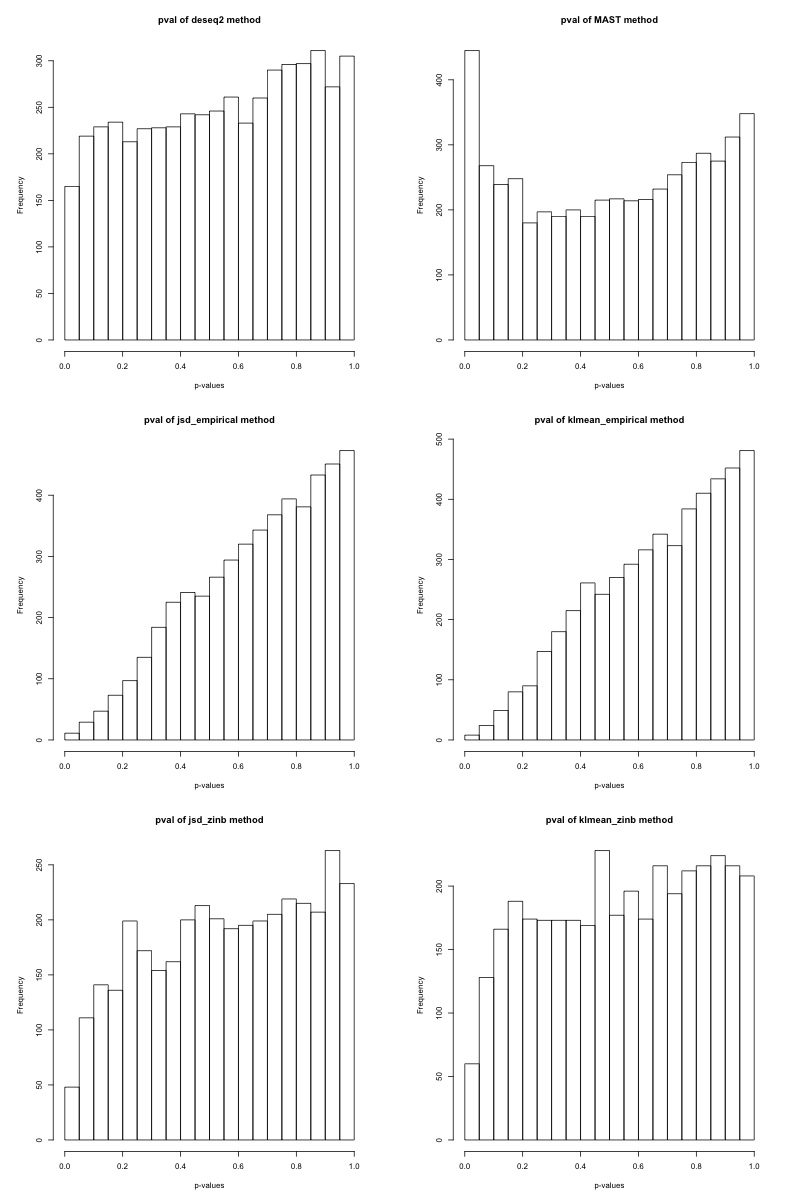 pval of deseq2 method
Frequency
0 50 100 150 200 250 300
0.0 0.2 0.4 0.6 0.8 1.0
p-values
pval of MAST method
Frequency
0 100 200 300 400
0.0 0.2 0.4 0.6 0.8 1.0
p-values
pval of jsd_empirical method
Frequency
0 100 200 300 400
0.0 0.2 0.4 0.6 0.8 1.0
p-values
pval of klmean_empirical method
Frequency
0 100 200 300 400 500
0.0 0.2 0.4 0.6 0.8 1.0
p-values
pval of jsd_zinb method
Frequency
0 50 100 150 200 250
0.0 0.2 0.4 0.6 0.8 1.0
p-values
pval of klmean_zinb method
Frequency
0 50 100 150 200
0.0 0.2 0.4 0.6 0.8 1.0
p-values